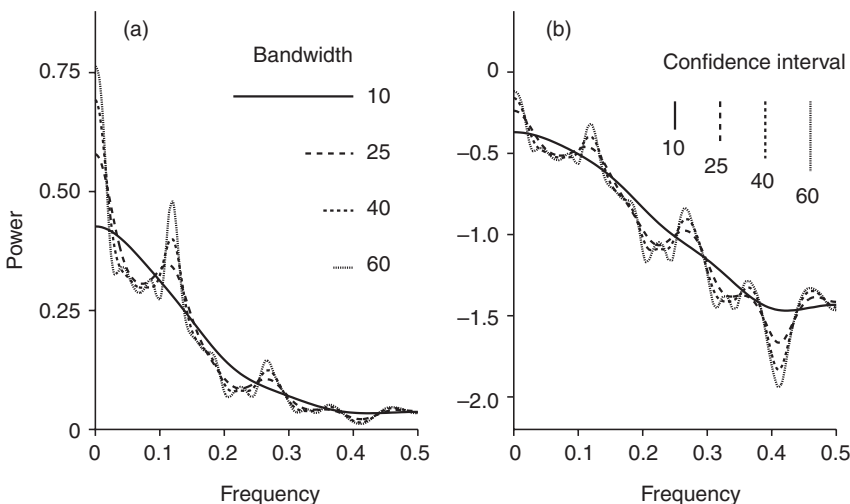 (a)
Bandwidth
10
25
40
60
Power
0.75
0.50
0.25
0
0 0.1 0.2 0.3 0.4 0.5
Frequency
(b)
Confidence interval
10
25
40
60
0
–0.5
–1.0
–1.5
–2.0
0 0.1 0.2 0.3 0.4 0.5
Frequency